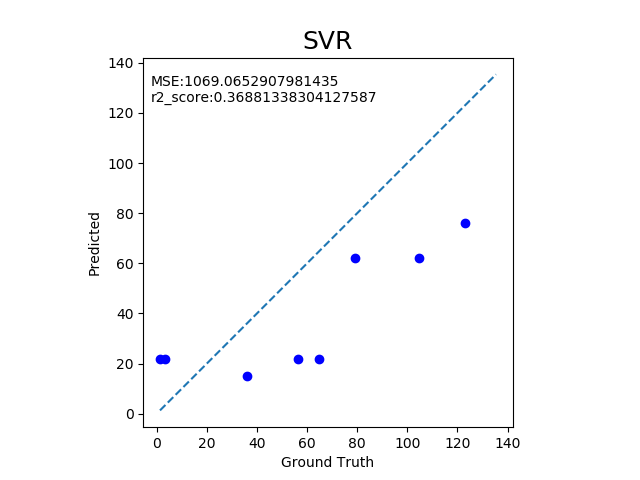 SVR
MSE:1069.0652907981435
r2_score:0.36881338304127587
140
120
100
80
60
40
20
0
Predicted
0 20 40 60 80 100 120 140
Ground Truth